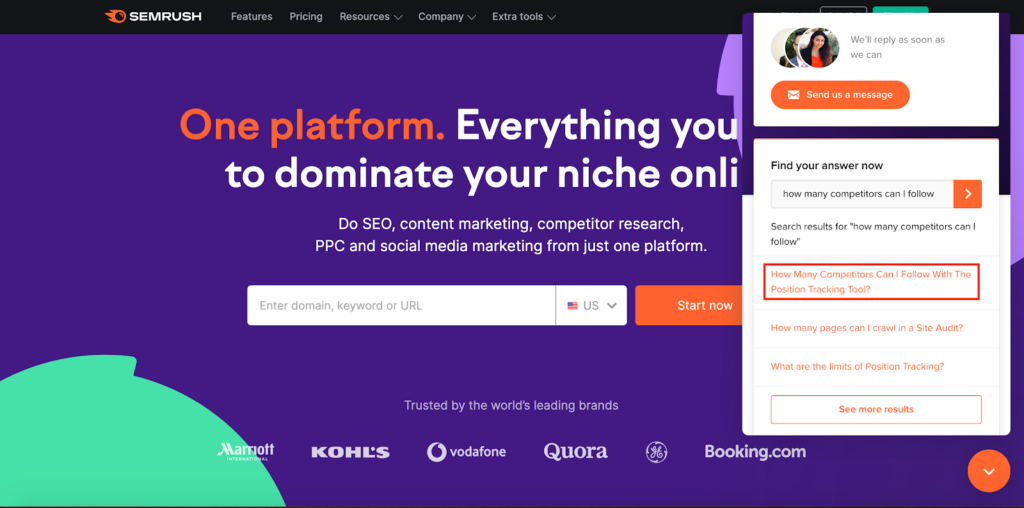 SEMRUSH Features Pricing Resources Company Extra tools
One platform. Everything you
to dominate your niche onli
Do SEO, content marketing, competitor research,
PPC and social media marketing from just one platform.
Enter domain, keyword or URL
US
Start now
Trusted by the world's leading brands
Marriott
INTERNATIONAL
KOHL'S
vodafone
Quora
GE
Booking.com
We'll reply as soon as
we can
Send us a message
Find your answer now
how many competitors can I follow
Search results for "how many competitors can I
follow"
How Many Competitors Can I Follow With The
Position Tracking Tool?
How many pages can I crawl in a Site Audit?
What are the limits of Position Tracking?
See more results